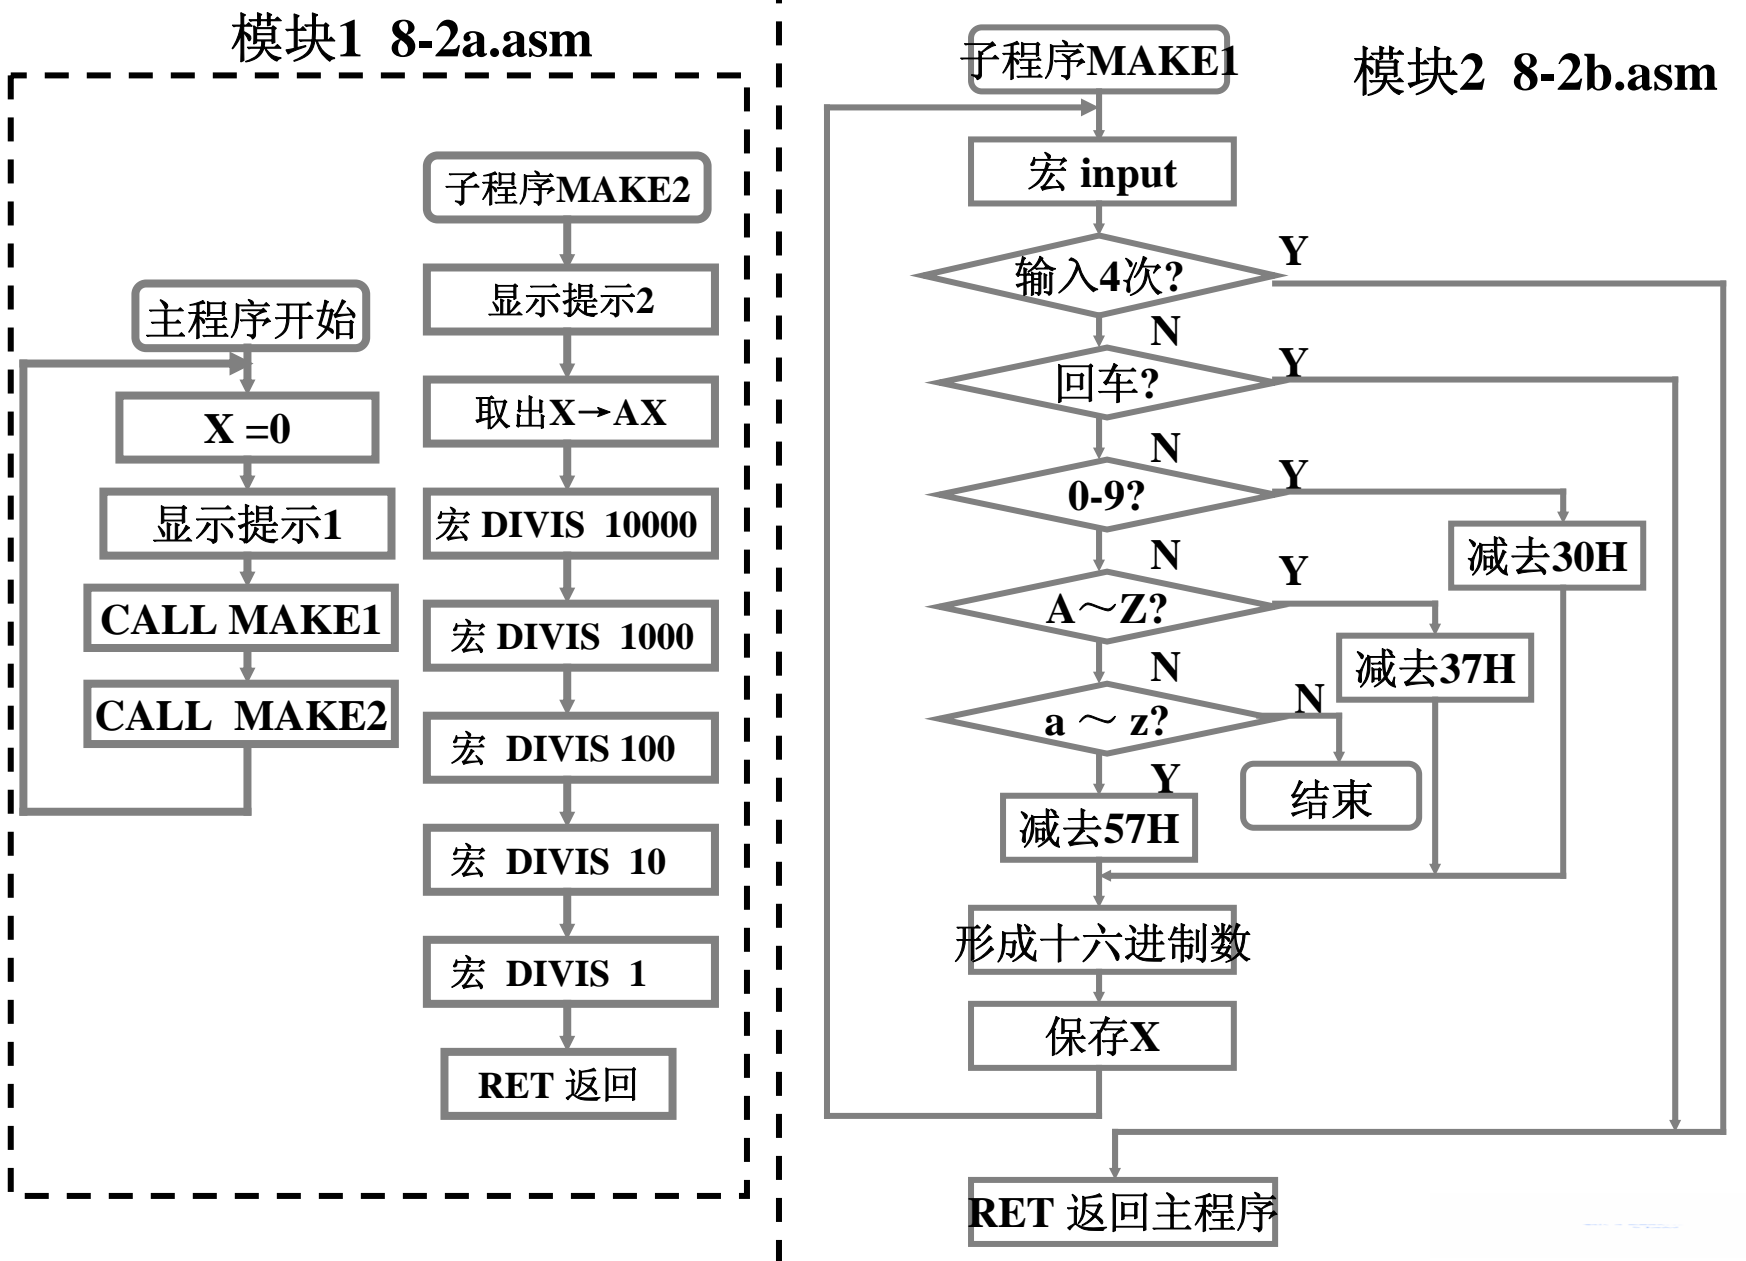 模块1 8-2a.asm
主程序开始
X =0
显示提示1
CALL MAKE1
CALL MAKE2
子程序MAKE2
显示提示2
取出X→AX
宏 DIVIS 10000
宏 DIVIS 1000
宏 DIVIS 100
宏 DIVIS 10
宏 DIVIS 1
RET 返回
模块2 8-2b.asm
子程序MAKE1
宏 input
输入4次?
Y
N
回车?
Y
N
0-9?
Y
减去30H
N
A～Z?
Y
减去37H
N
a ～ z?
N
结束
Y
减去57H
形成十六进制数
保存X
RET 返回主程序